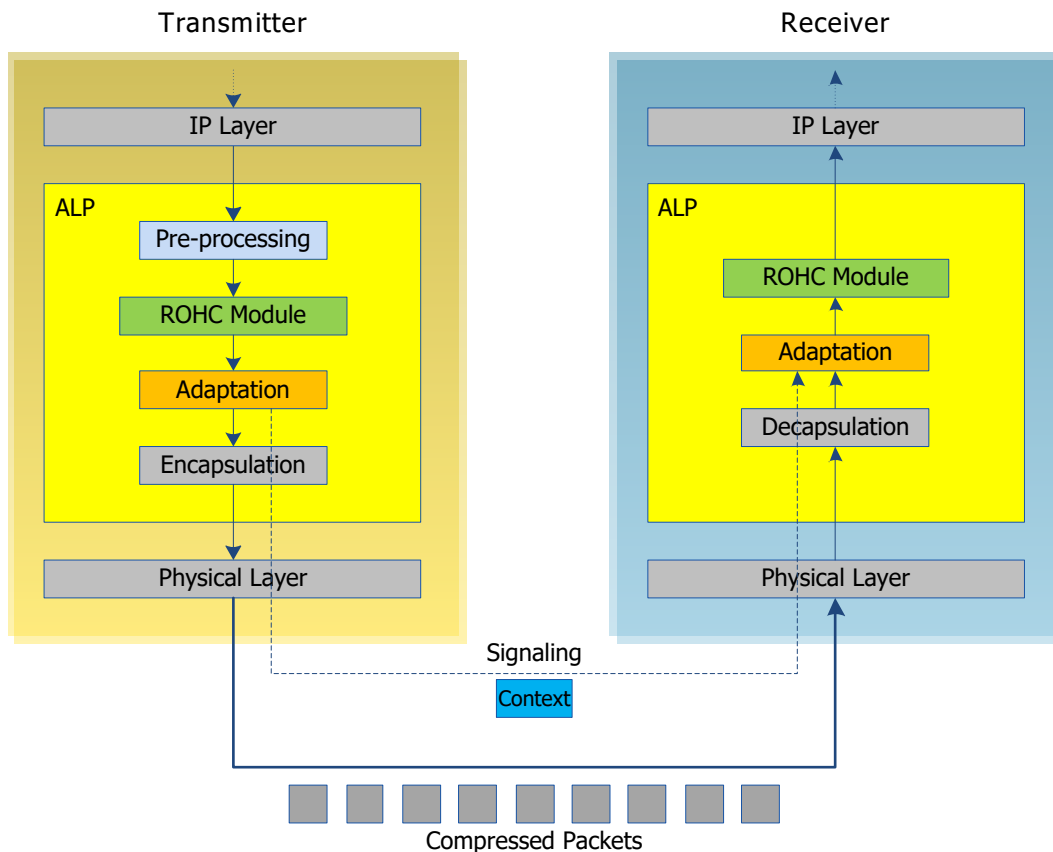 Transmitter
IP Layer
ALP
Pre-processing
ROHC Module
Adaptation
Encapsulation
Physical Layer
Receiver
IP Layer
ALP
ROHC Module
Adaptation
Decapsulation
Physical Layer
Signaling
Context
Compressed Packets